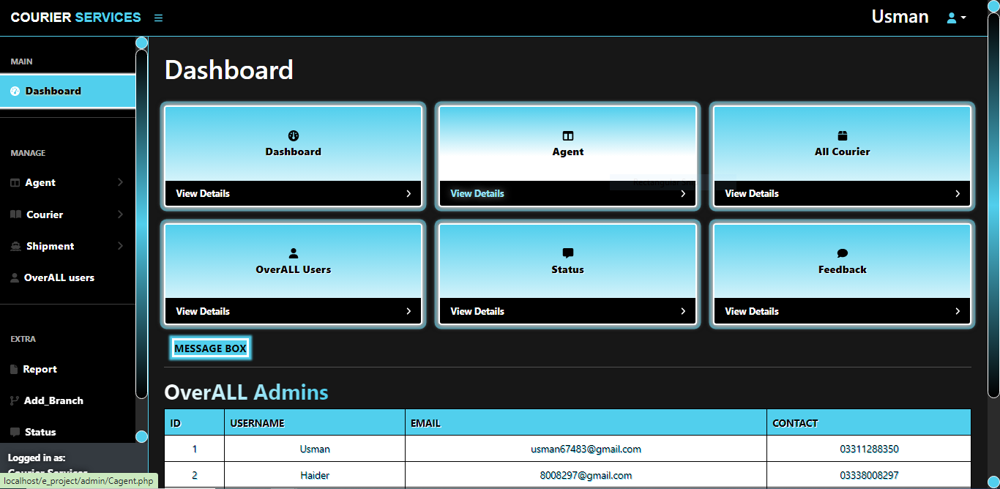 COURIER SERVICES
Usman
MAIN
Dashboard
MANAGE
Agent
Courier
Shipment
OverALL users
EXTRA
Report
Add_Branch
Status
Logged in as:
Courier Services
localhost/e_project/admin/Cagent.php
Dashboard
Dashboard
View Details
Agent
View Details
All Courier
View Details
OverALL Users
View Details
Status
View Details
Feedback
View Details
MESSAGE BOX
OverALL Admins
ID USERNAME EMAIL CONTACT
1 Usman usman67483@gmail.com 03311288350
2 Haider 8008297@gmail.com 03338008297